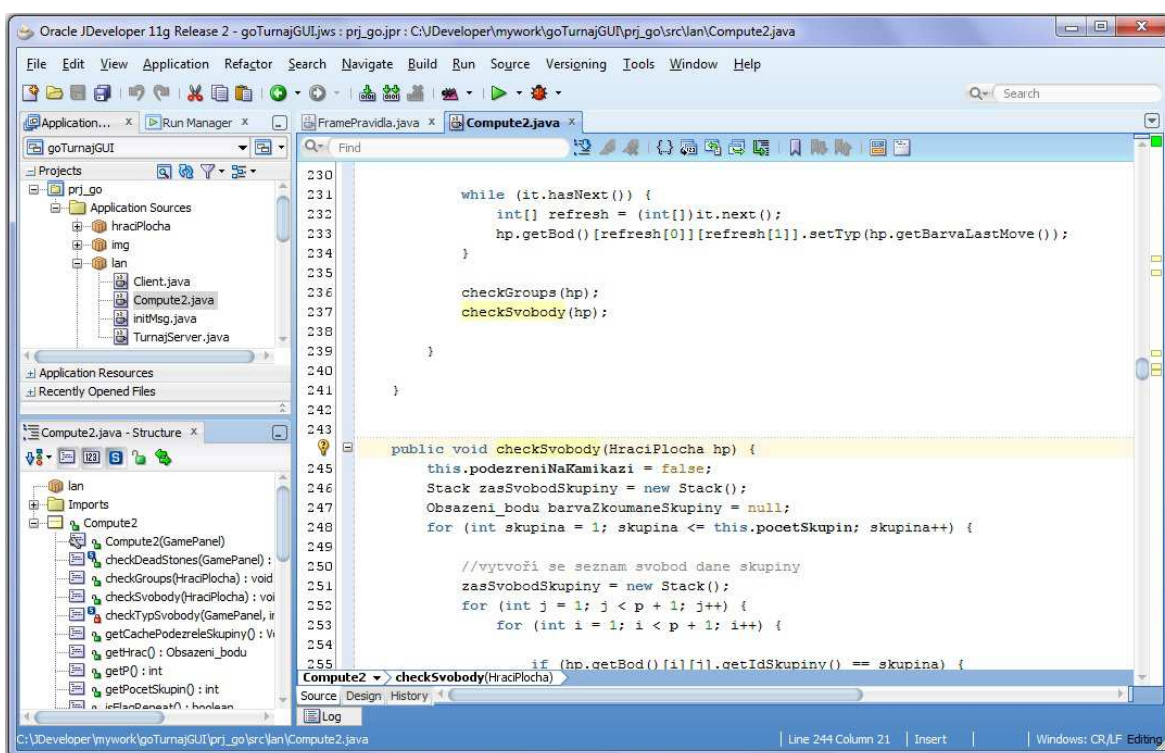 Oracle JDeveloper 11g Release 2 - goTurnajGUI.jws : prj_go.jpr : C:\JDeveloper\mywork\goTurnajGUI\prj_go\src\lan\Compute2.java
File Edit View Application Refactor Search Navigate Build Run Source Versioning Tools Window Help
Search
Application... x Run Manager x
FramePravidla.java x Compute2.java x
goTurnajGUI
Find
Projects
prj_go
Application Sources
hraciPlocha
img
lan
Client.java
Compute2.java
initMsg.java
TurnajServer.java
Application Resources
Recently Opened Files
Compute2.java - Structure x
lan
Imports
Compute2
Compute2(GamePanel)
checkDeadStones(GamePanel) :
checkGroups(HraciPlocha) : void
checkSvobody(HraciPlocha) : voi
checkTypSvobody(GamePanel, in
getCachePodezreleSkupiny() : V
getHrac() : Obsazeni_bodu
getP() : int
getPocetSkupin() : int
isFlagRepeat() : boolean
230
231 while (it.hasNext()) {
232 int[] refresh = (int[])it.next();
233 hp.getBod()[refresh[0]][refresh[1]].setTyp(hp.getBarvaLastMove());
234 }
235
236 checkGroups(hp);
237 checkSvobody(hp);
238
239 }
240
241 }
242
243
public void checkSvobody(HraciPlocha hp) {
245 this.podezreniNaKamikazi = false;
246 Stack zasSvobodSkupiny = new Stack();
247 Obsazeni_bodu barvaZkoumaneSkupiny = null;
248 for (int skupina = 1; skupina <= this.pocetSkupin; skupina++) {
249
250 //vytvoří se seznam svobod dane skupiny
251 zasSvobodSkupiny = new Stack();
252 for (int j = 1; j < p + 1; j++) {
253 for (int i = 1; i < p + 1; i++) {
254
255 if (hp.getBod()[i][j].getIdSkupiny() == skupina) {
Compute2 checkSvobody(HraciPlocha)
Source Design History
Log
C:\JDeveloper\mywork\goTurnajGUI\prj_go\src\lan\Compute2.java Line 244 Column 21 Insert Windows: CR/LF Editing